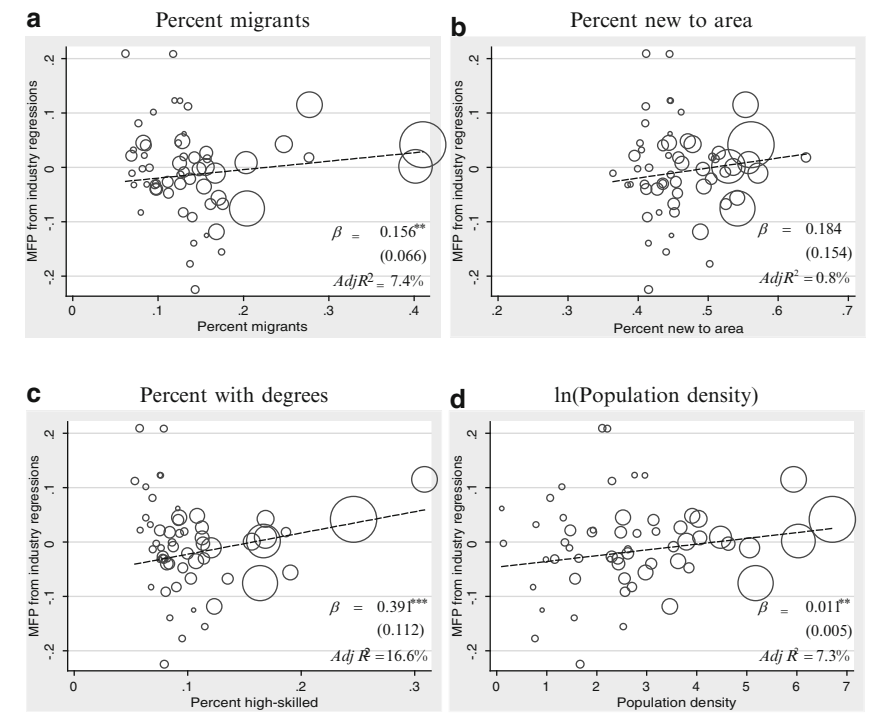 a Percent migrants
MFP from industry regressions
.2
.1
0
-.1
-.2
β = 0.156**
(0.066)
AdjR2 = 7.4%
0 .1 .2 .3 .4
Percent migrants
b Percent new to area
MFP from industry regressions
.2
.1
0
-.1
-.2
β = 0.184
(0.154)
AdjR2 = 0.8%
.2 .3 .4 .5 .6 .7
Percent new to area
c Percent with degrees
MFP from industry regressions
.2
.1
0
-.1
-.2
β = 0.391***
(0.112)
Adj R2 = 16.6%
0 .1 .2 .3
Percent high-skilled
d ln(Population density)
MFP from industry regressions
.2
.1
0
-.1
-.2
β = 0.011**
(0.005)
Adj R2 = 7.3%
0 1 2 3 4 5 6 7
Population density